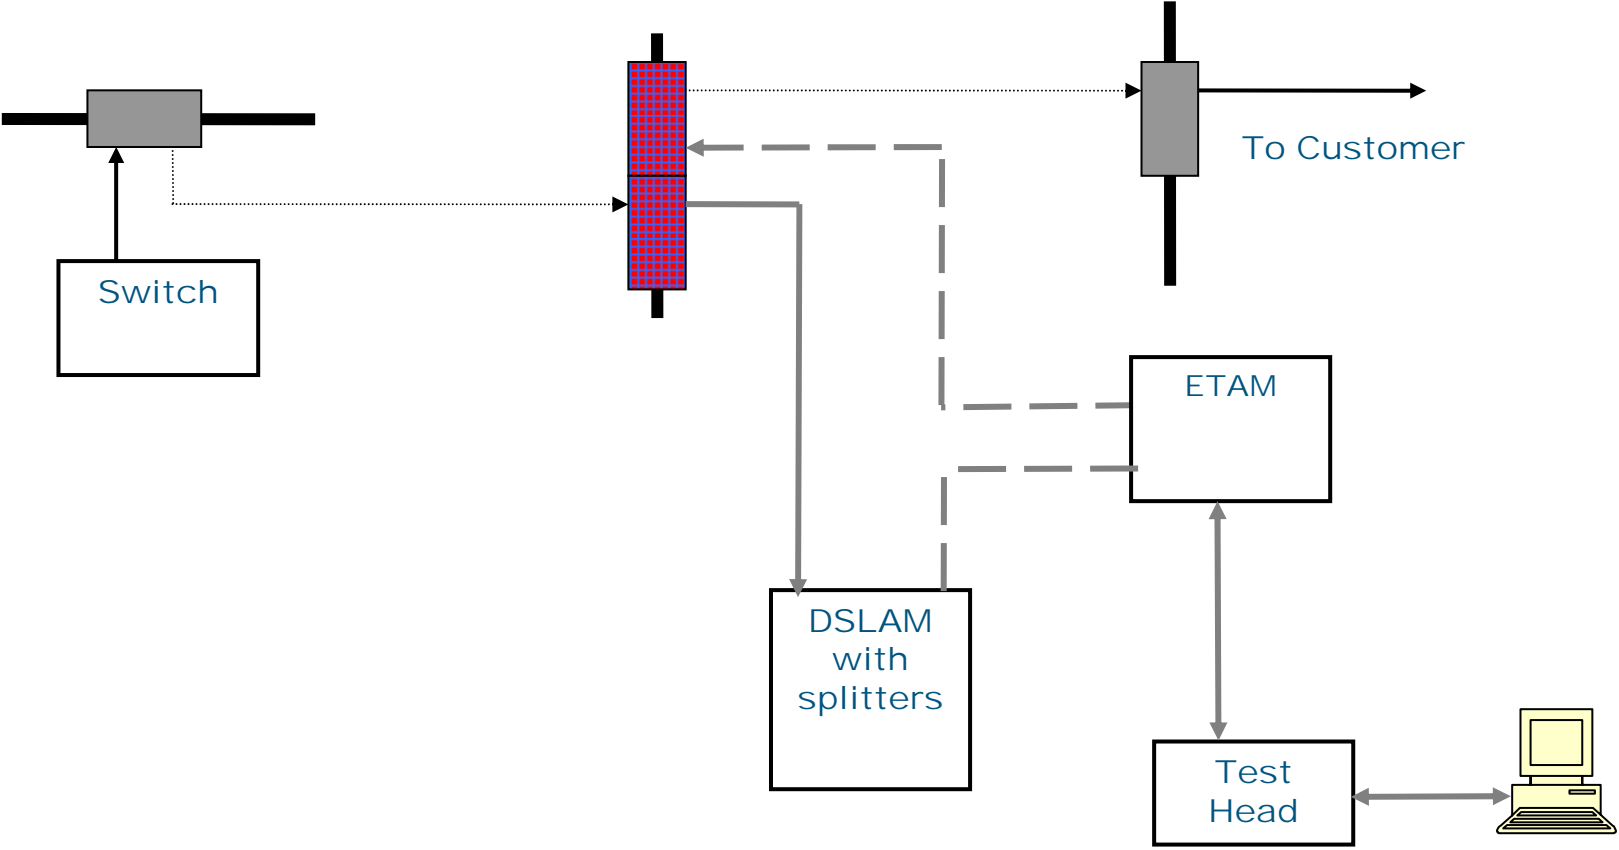 To Customer
Switch
ETAM
DSLAM
with
splitters
Test
Head